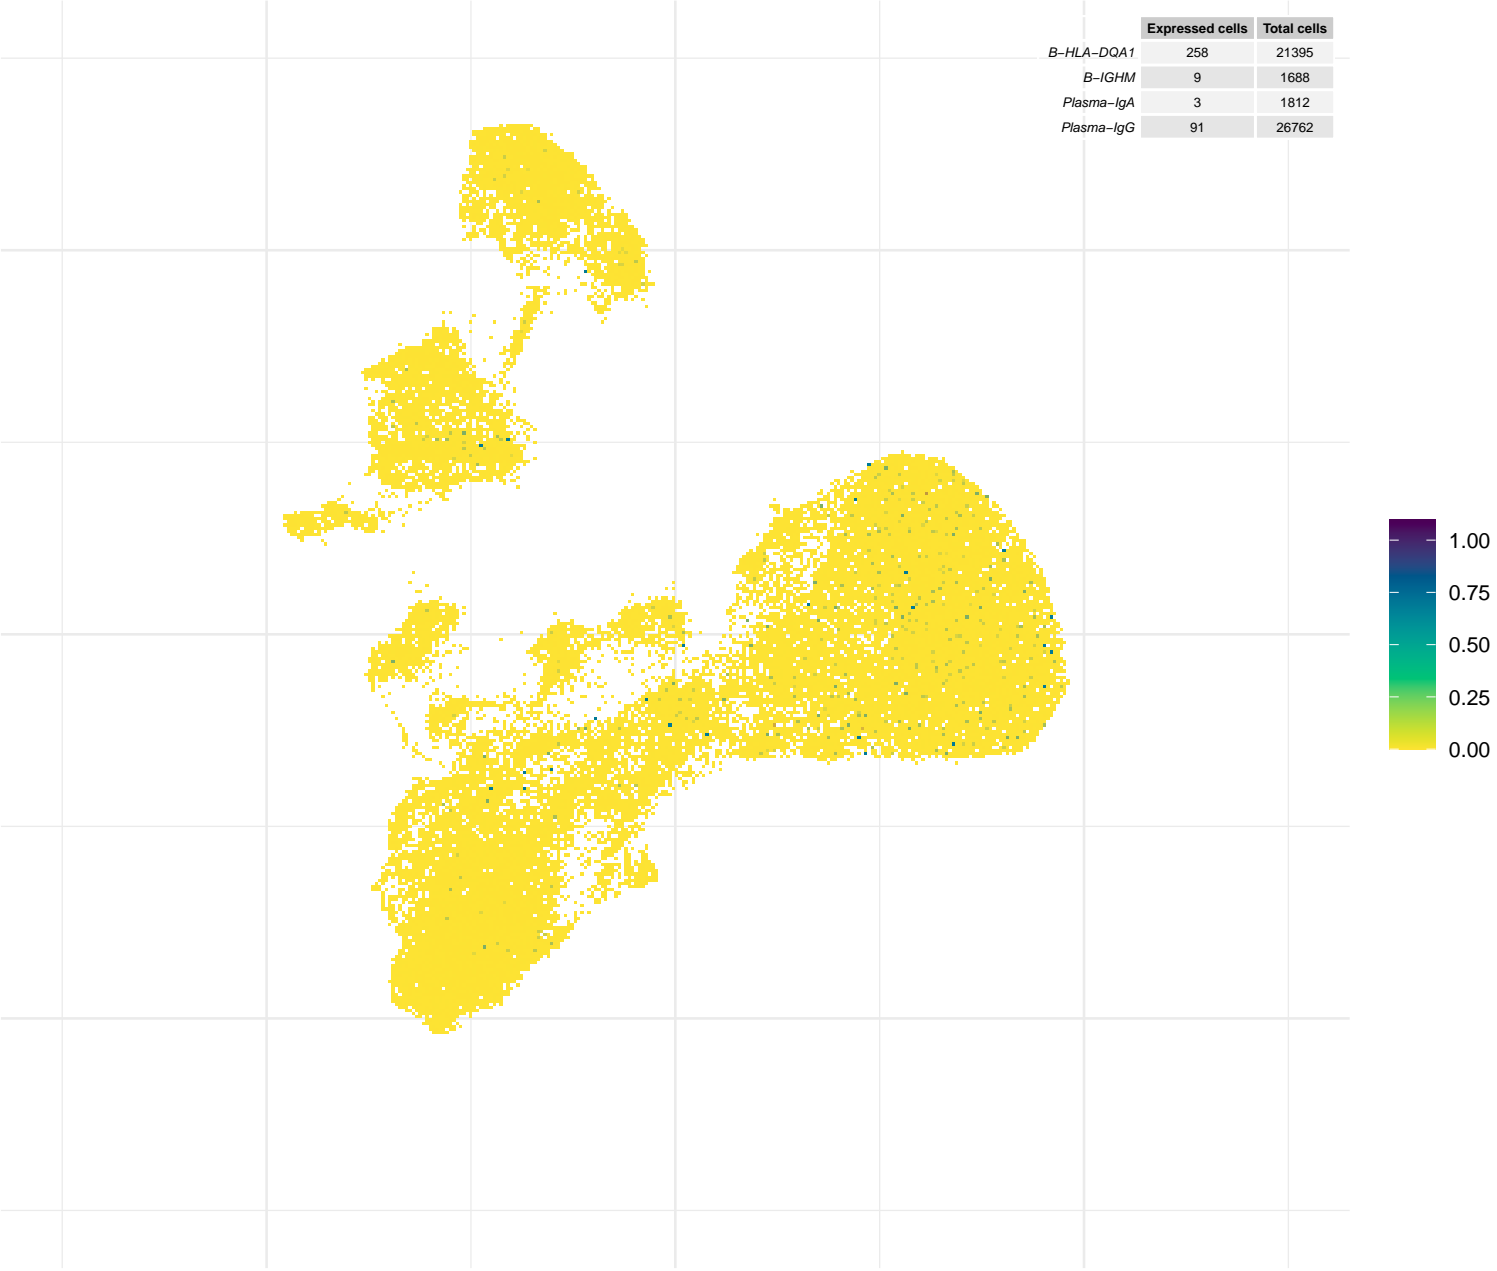 Expressed cells Total cells
B−HLA−DQA1 258 21395
B−IGHM 9 1688
Plasma−IgA 3 1812
Plasma−IgG 91 26762
1.00
0.75
0.50
0.25
0.00